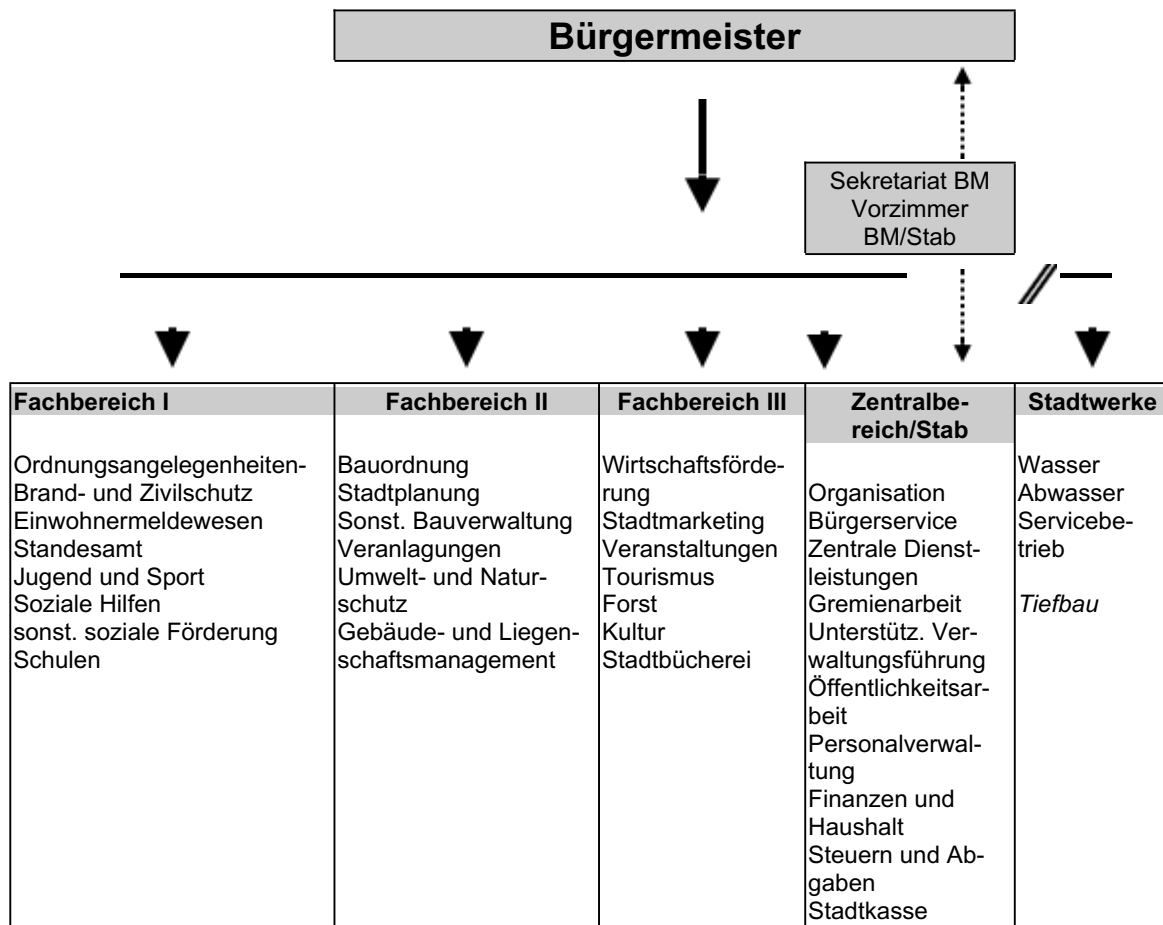 Bürgermeister
Sekretariat BM
Vorzimmer
BM/Stab
Fachbereich I
Ordnungsangelegenheiten-
Brand- und Zivilschutz
Einwohnermeldewesen
Standesamt
Jugend und Sport
Soziale Hilfen
sonst. soziale Förderung
Schulen
Fachbereich II
Bauordnung
Stadtplanung
Sonst. Bauverwaltung
Veranlagungen
Umwelt- und Natur-
schutz
Gebäude- und Liegen-
schaftsmanagement
Fachbereich III
Wirtschaftsförde-
rung
Stadtmarketing
Veranstaltungen
Tourismus
Forst
Kultur
Stadtbücherei
Zentralbe-
reich/Stab
Organisation
Bürgerservice
Zentrale Dienst-
leistungen
Gremienarbeit
Unterstütz. Ver-
waltungsführung
Öffentlichkeitsar-
beit
Personalverwal-
tung
Finanzen und
Haushalt
Steuern und Ab-
gaben
Stadtkasse
Stadtwerke
Wasser
Abwasser
Servicebe-
trieb
Tiefbau